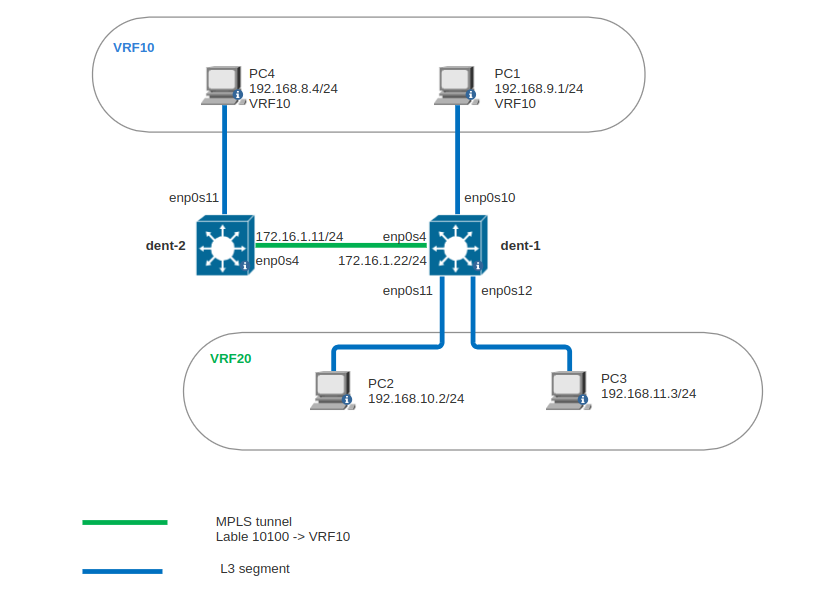 VRF10
PC4
192.168.8.4/24
VRF10
PC1
192.168.9.1/24
VRF10
enp0s11
enp0s10
dent-2
172.16.1.11/24
enp0s4
enp0s4
172.16.1.22/24
dent-1
enp0s11
enp0s12
VRF20
PC2
192.168.10.2/24
PC3
192.168.11.3/24
MPLS tunnel
Lable 10100 -> VRF10
L3 segment